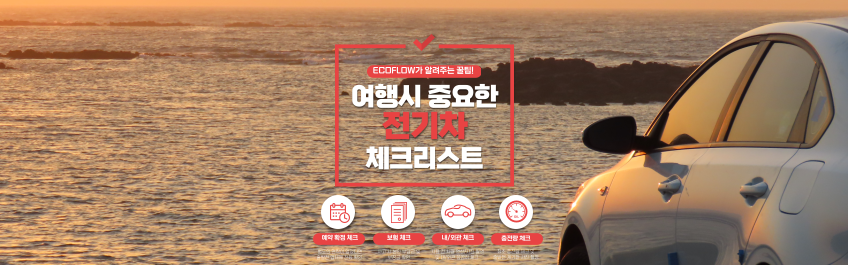 ECOFLOW가 알려주는 꿀팁!
여행시 중요한
전기차
체크리스트
예약 확정 체크
보험 체크
내/외관 체크
충전량 체크